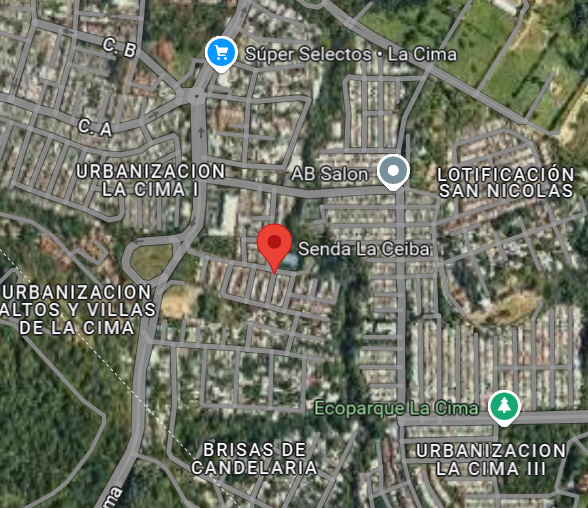 C. B
Súper Selectos • La Cima
C. A
URBANIZACION
LA CIMA I
AB Salon
LOTIFICACIÓN
SAN NICOLAS
Senda La Ceiba
URBANIZACION
ALTOS Y VILLAS
DE LA CIMA
Ecoparque La Cima
BRISAS DE
CANDELARIA
URBANIZACION
LA CIMA III
ma